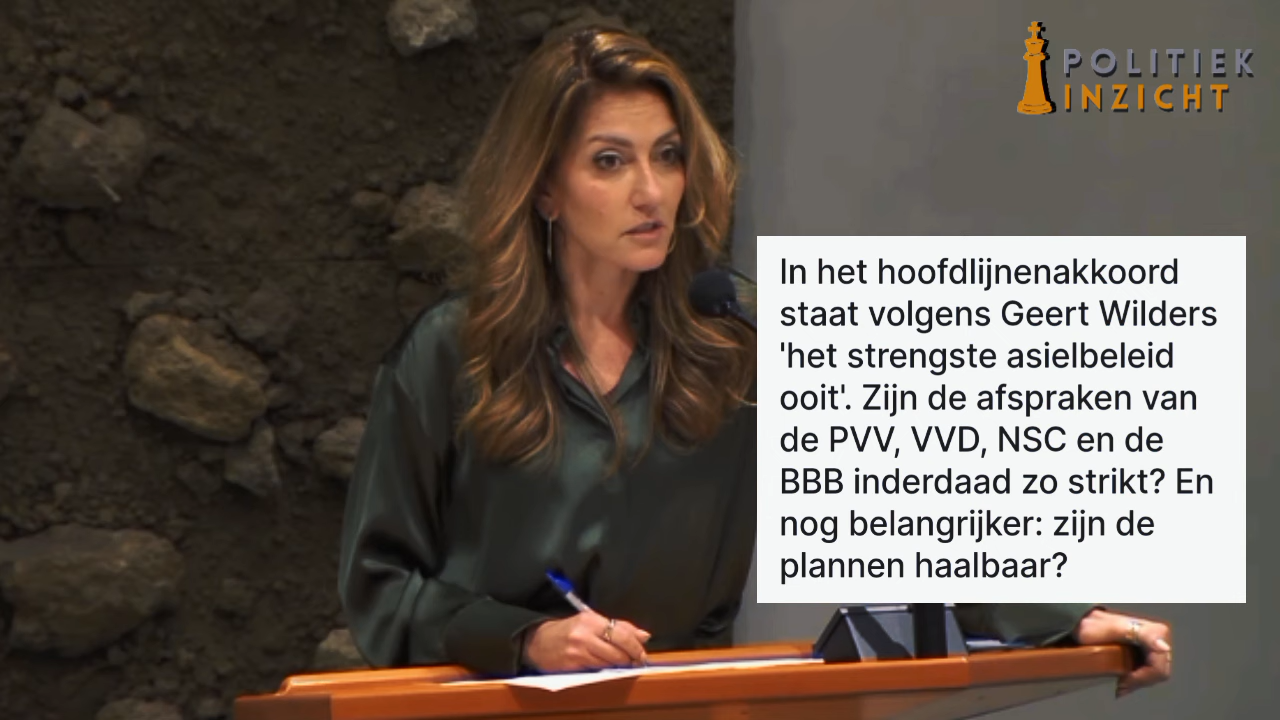 POLITIEK
INZICHT
In het hoofdlijnenakkoord
staat volgens Geert Wilders
'het strengste asielbeleid
ooit'. Zijn de afspraken van
de PVV, VVD, NSC en de
BBB inderdaad zo strikt? En
nog belangrijker: zijn de
plannen haalbaar?